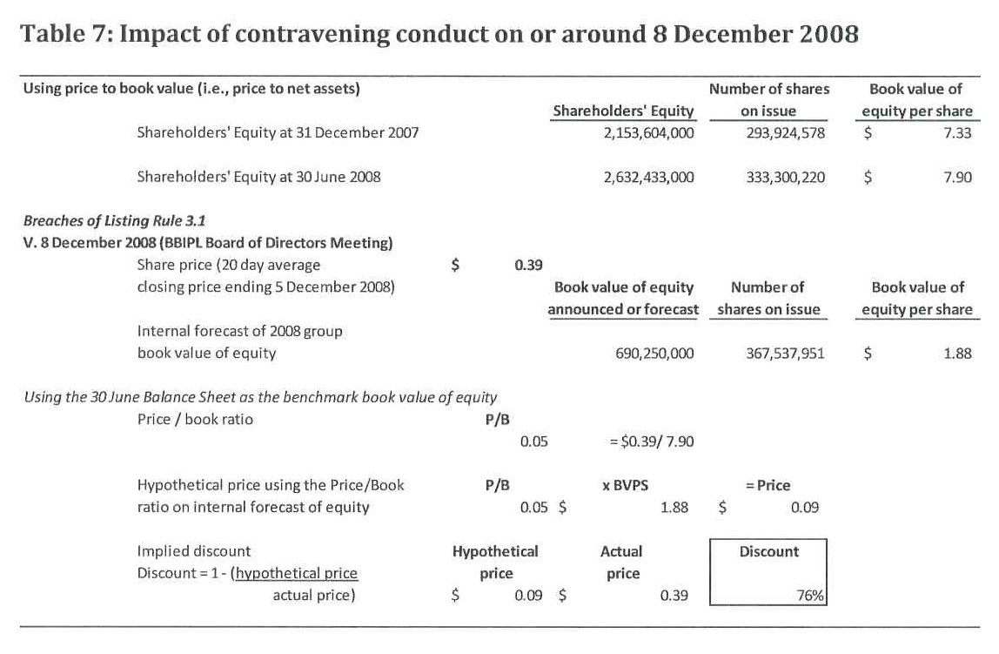 Table 7: Impact of contravening conduct on or around 8 December 2008
Using price to book value (i.e., price to net assets) Number of shares Book value of
Shareholders' Equity on issue equity per share
Shareholders' Equity at 31 December 2007 2,153,604,000 293,924,578 $ 7.33
Shareholders' Equity at 30 June 2008 2,632,433,000 333,300,220 $ 7.90
Breaches of Listing Rule 3.1
V. 8 December 2008 (BBIPL Board of Directors Meeting)
Share price (20 day average $ 0.39
closing price ending 5 December 2008) Book value of equity Number of Book value of
announced or forecast shares on issue equity per share
Internal forecast of 2008 group
book value of equity 690,250,000 367,537,951 $ 1.88
Using the 30 June Balance Sheet as the benchmark book value of equity
Price / book ratio P/B
0.05 = $0.39/ 7.90
Hypothetical price using the Price/Book P/B x BVPS = Price
ratio on internal forecast of equity 0.05 $ 1.88 $ 0.09
Implied discount Hypothetical Actual Discount
Discount = 1 - (hypothetical price price price
actual price) $ 0.09 $ 0.39 76%